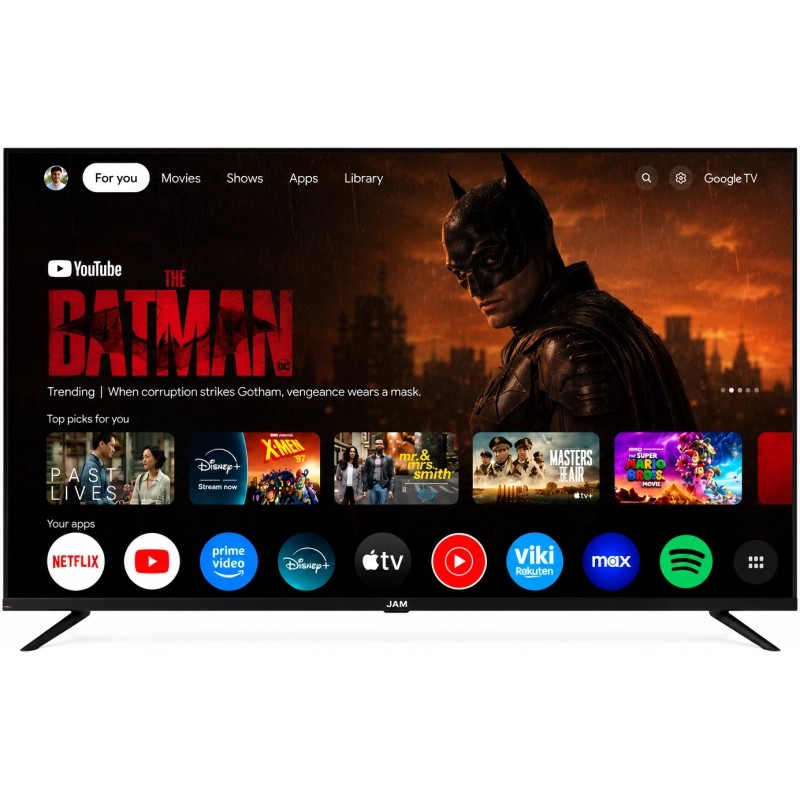 For you Movies Shows Apps Library Google TV
YouTube
THE
BATMAN
DC
Trending | When corruption strikes Gotham, vengeance wears a mask.
Top picks for you
PAST
LIVES
Disney+
Stream now
X-MEN
'97
mr.&
mrs.
smith
MASTERS
OF THE AIR
tv+
THE SUPER
MARIO
BROS.
MOVIE
Your apps
NETFLIX
prime
video
Disney+
tv
viki
Rakuten
max
JAM